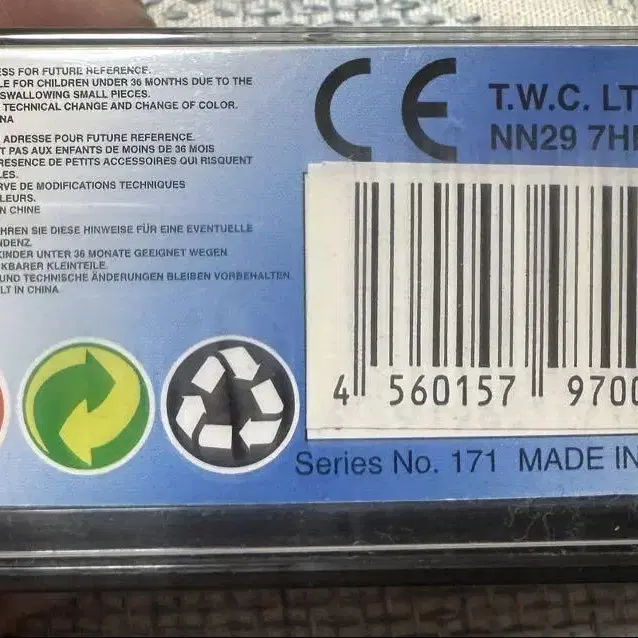 ESS FOR FUTURE REFERENCE.
LE FOR CHILDREN UNDER 36 MONTHS DUE TO THE
SWALLOWING SMALL PIECES.
TECHNICAL CHANGE AND CHANGE OF COLOR.
NA
ADRESSE POUR FUTURE REFERENCE.
T PAS AUX ENFANTS DE MOINS DE 36 MOIS
RESENCE DE PETITS ACCESSOIRES QUI RISQUENT
LES.
RVE DE MODIFICATIONS TECHNIQUES
LEURS.
N CHINE
HREN SIE DIESE HINWEISE FÜR EINE EVENTUELLE
NDENZ.
KINDER UNTER 36 MONATE GEEIGNET WEGEN
KBARER KLEINTEILE.
UND TECHNISCHE ÄNDERUNGEN BLEIBEN VORBEHALTEN.
LT IN CHINA
CE
T.W.C. LT
NN29 7H
4 560157 9700
Series No. 171 MADE IN